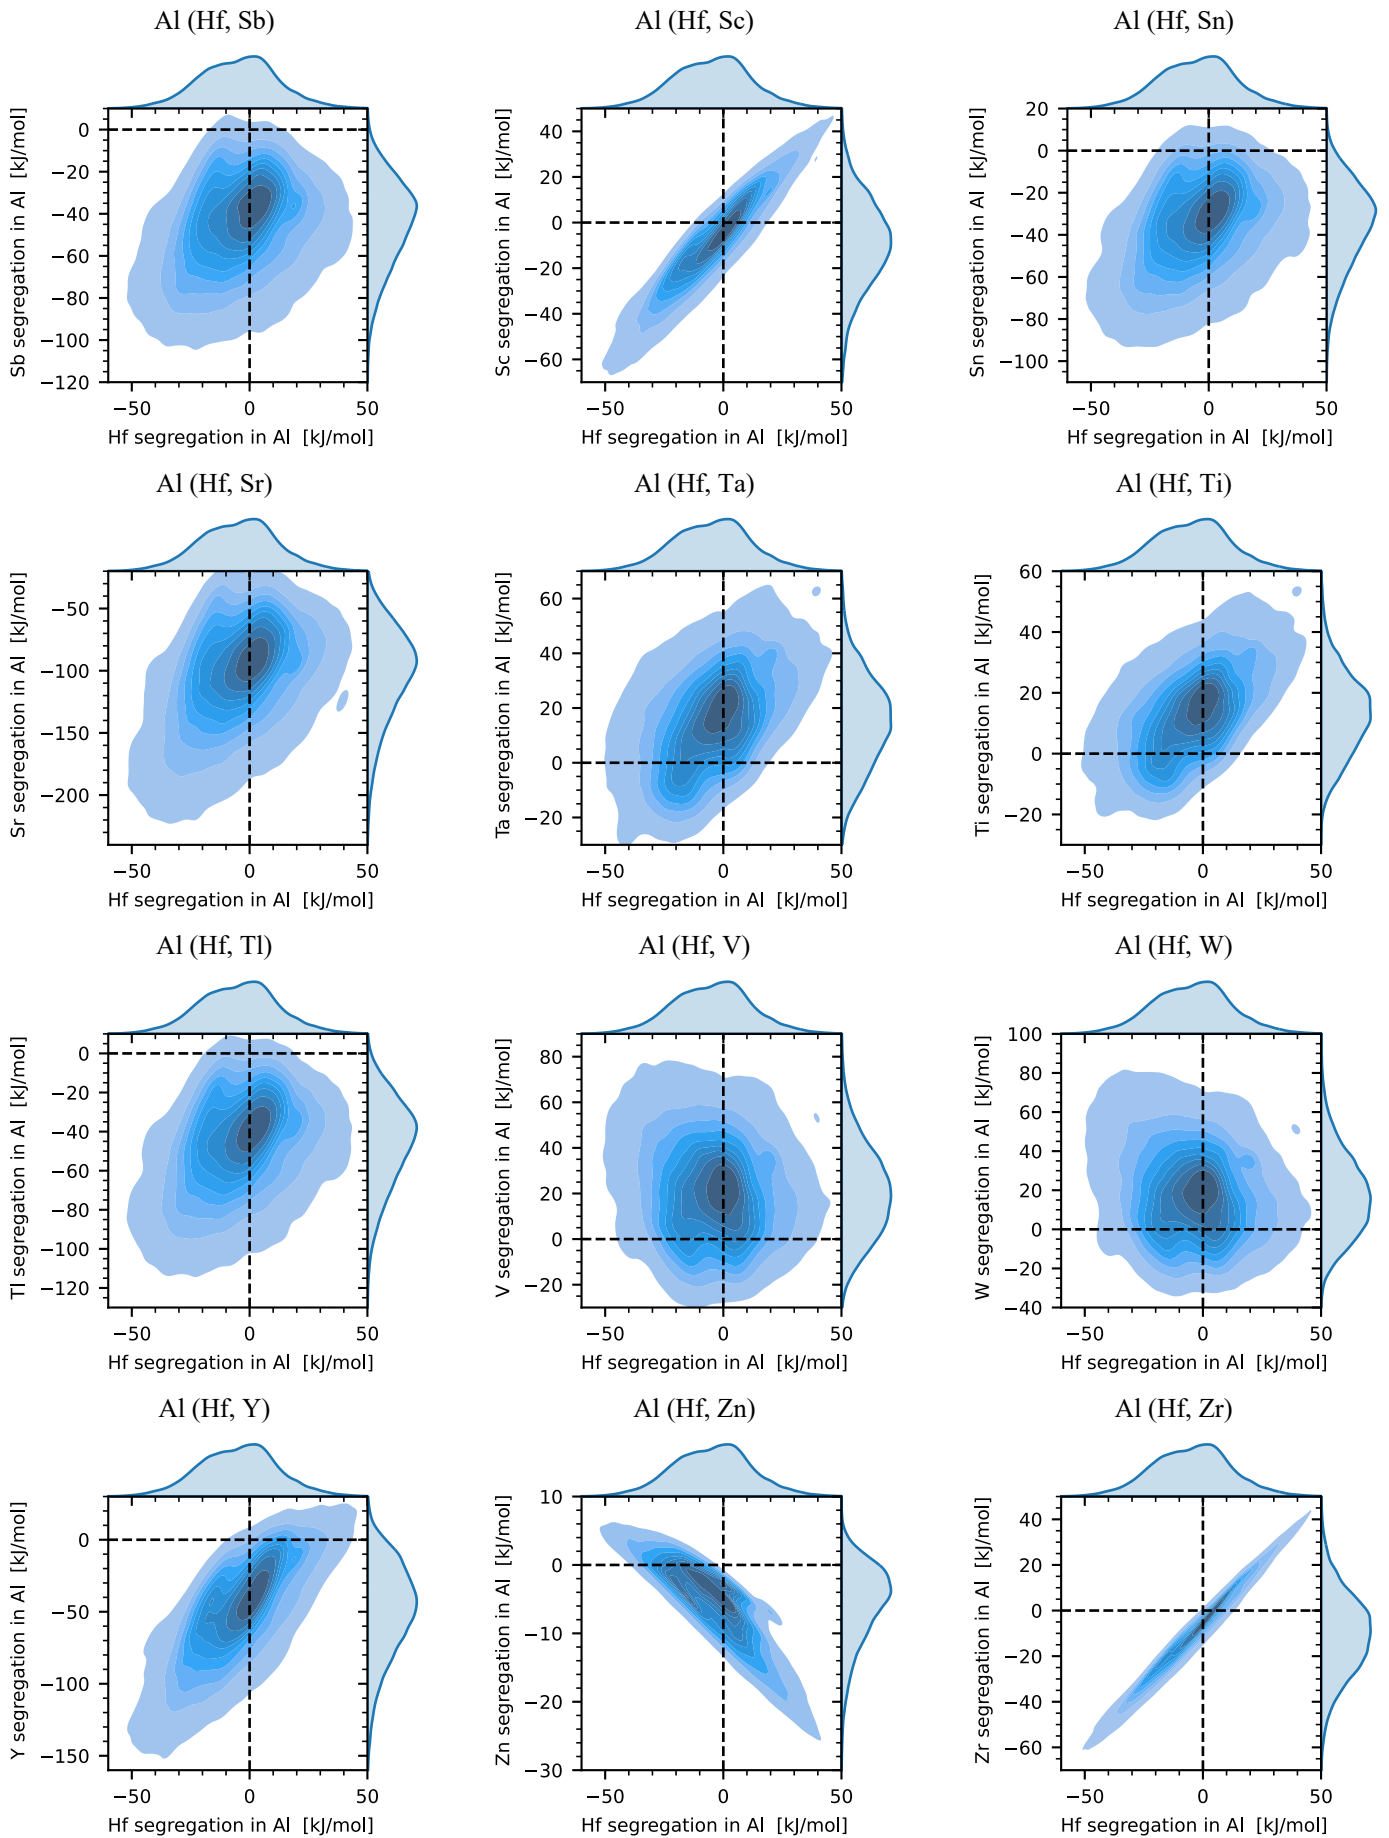 Al (Hf, Sb)
Al (Hf, Sc)
Al (Hf, Sn)
Sb segregation in Al [kJ/mol]
0
−20
−40
−60
−80
−100
−120
−50
0
50
Hf segregation in Al [kJ/mol]
Sc segregation in Al [kJ/mol]
40
20
0
−20
−40
−60
−50
0
50
Hf segregation in Al [kJ/mol]
Sn segregation in Al [kJ/mol]
20
0
−20
−40
−60
−80
−100
−50
0
50
Hf segregation in Al [kJ/mol]
Al (Hf, Sr)
Al (Hf, Ta)
Al (Hf, Ti)
Sr segregation in Al [kJ/mol]
−50
−100
−150
−200
−50
0
50
Hf segregation in Al [kJ/mol]
Ta segregation in Al [kJ/mol]
60
40
20
0
−20
−50
0
50
Hf segregation in Al [kJ/mol]
Ti segregation in Al [kJ/mol]
60
40
20
0
−20
−50
0
50
Hf segregation in Al [kJ/mol]
Al (Hf, Tl)
Al (Hf, V)
Al (Hf, W)
Tl segregation in Al [kJ/mol]
0
−20
−40
−60
−80
−100
−120
−50
0
50
Hf segregation in Al [kJ/mol]
V segregation in Al [kJ/mol]
80
60
40
20
0
−20
−50
0
50
Hf segregation in Al [kJ/mol]
W segregation in Al [kJ/mol]
100
80
60
40
20
0
−20
−40
−50
0
50
Hf segregation in Al [kJ/mol]
Al (Hf, Y)
Al (Hf, Zn)
Al (Hf, Zr)
Y segregation in Al [kJ/mol]
0
−50
−100
−150
−50
0
50
Hf segregation in Al [kJ/mol]
Zn segregation in Al [kJ/mol]
10
0
−10
−20
−30
−50
0
50
Hf segregation in Al [kJ/mol]
Zr segregation in Al [kJ/mol]
40
20
0
−20
−40
−60
−50
0
50
Hf segregation in Al [kJ/mol]